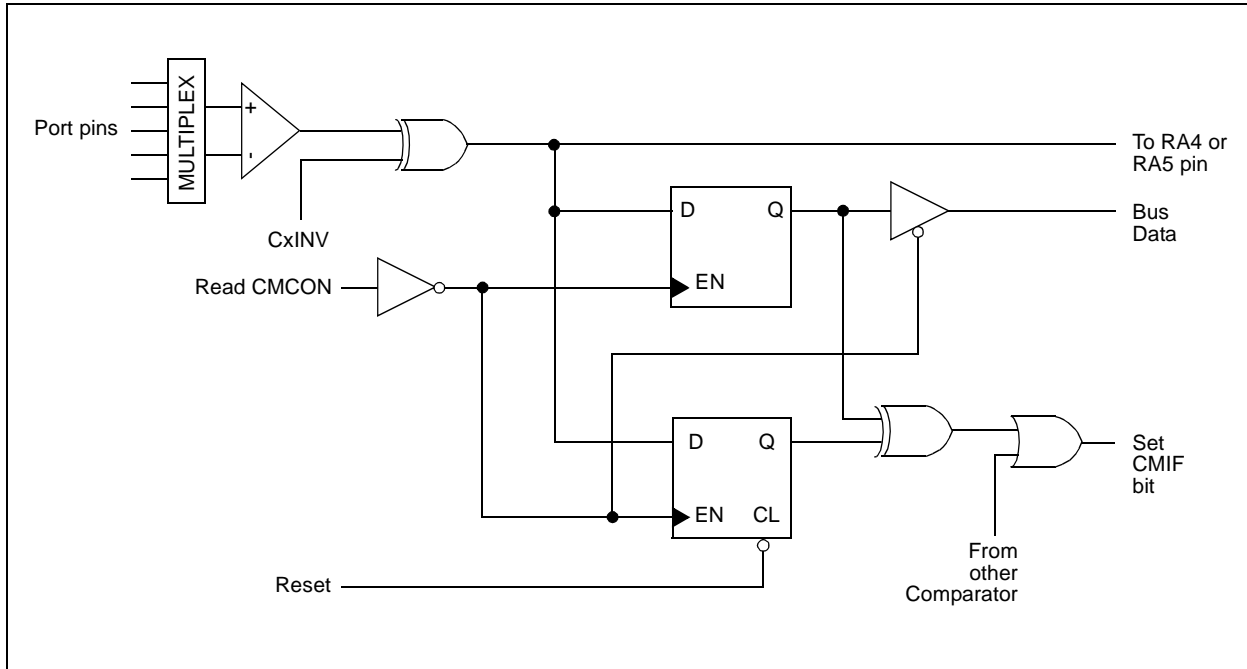 MULTIPLEX
Port pins
+
-
CxINV
To RA4 or
RA5 pin
D
Q
EN
Bus
Data
Read CMCON
D
Q
EN
CL
Set
CMIF
bit
From
other
Comparator
Reset